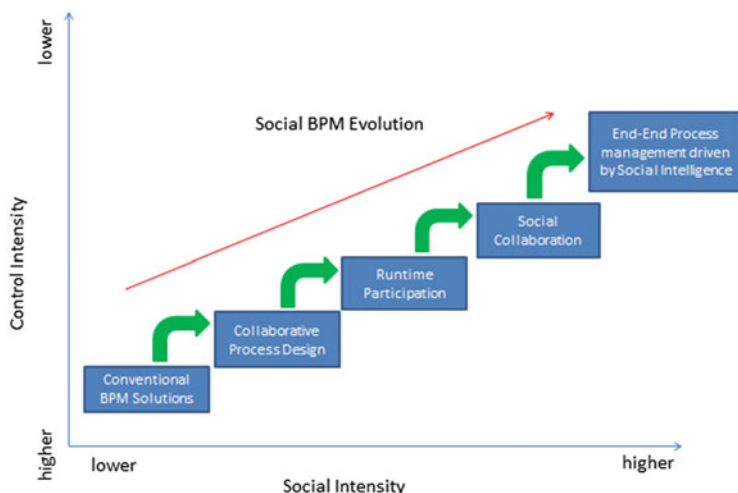 lower
Social BPM Evolution
End-End Process
management driven
by Social Intelligence
Social
Collaboration
Runtime
Participation
Collaborative
Process Design
Conventional
BPM Solutions
Control Intensity
higher
lower
higher
Social Intensity